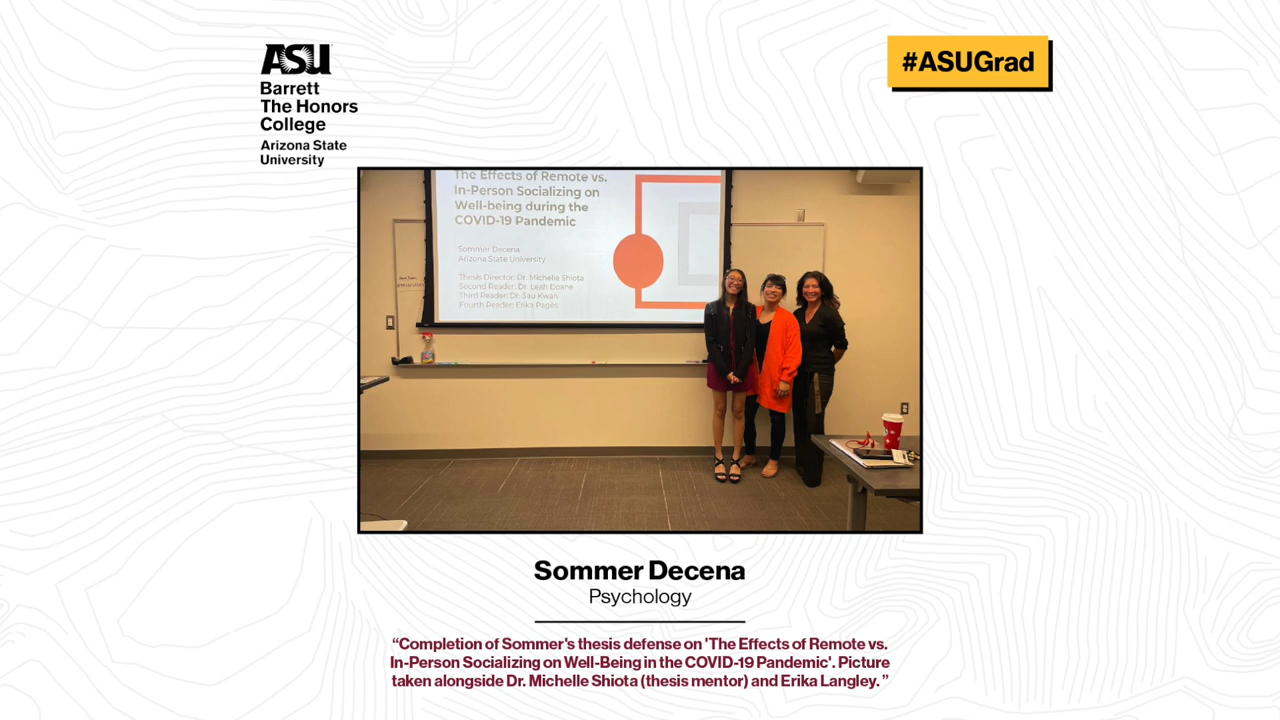 ASU
Barrett
The Honors
College
Arizona State
University
#ASUGrad
The Effects of Remote vs.
In-Person Socializing on
Well-being during the
COVID-19 Pandemic
Sommer Decena
Arizona State University
Thesis Director: Dr. Michelle Shiota
Second Reader: Dr. Leah Doane
Third Reader: Dr. Sau Kwan
Fourth Reader: Erika Pages
Sommer Decena
Psychology
“Completion of Sommer's thesis defense on 'The Effects of Remote vs.
In-Person Socializing on Well-Being in the COVID-19 Pandemic'. Picture
taken alongside Dr. Michelle Shiota (thesis mentor) and Erika Langley. ”